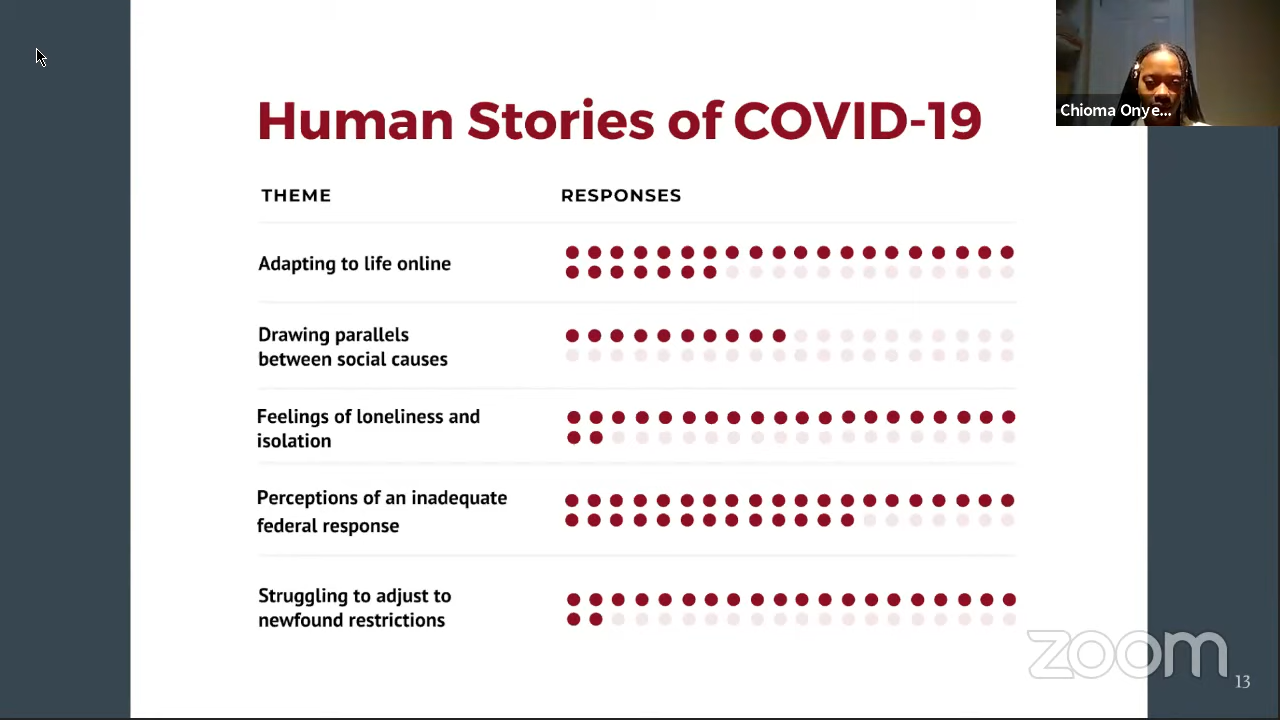 Human Stories of COVID-19
Chioma Onye...
THEME
RESPONSES
Adapting to life online
Drawing parallels
between social causes
Feelings of loneliness and
isolation
Perceptions of an inadequate
federal response
Struggling to adjust to
newfound restrictions
zoom
13